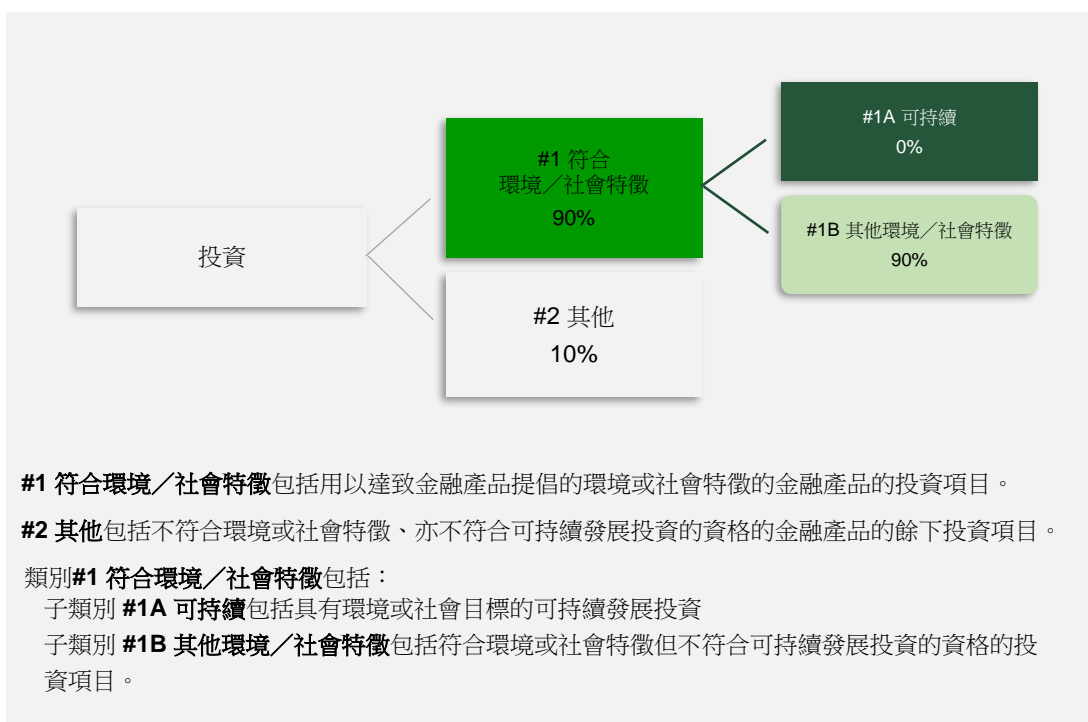 投資
#1 符合
環境／社會特徵
90%
#2 其他
10%
#1A 可持續
0%
#1B 其他環境／社會特徵
90%
#1 符合環境／社會特徵包括用以達致金融產品提倡的環境或社會特徵的金融產品的投資項目。
#2 其他包括不符合環境或社會特徵、亦不符合可持續發展投資的資格的金融產品的餘下投資項目。
類別#1 符合環境／社會特徵包括：
子類別 #1A 可持續包括具有環境或社會目標的可持續發展投資
子類別 #1B 其他環境／社會特徵包括符合環境或社會特徵但不符合可持續發展投資的資格的投
資項目。